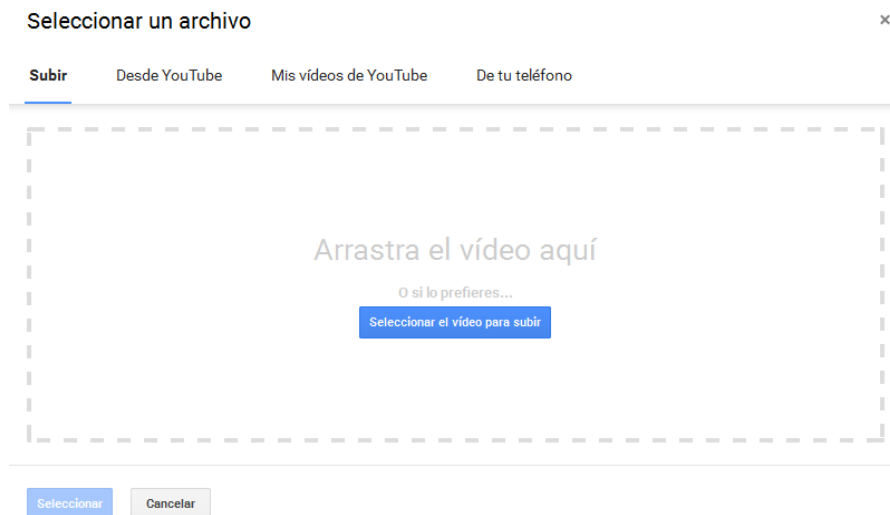 Seleccionar un archivo
Subir Desde YouTube Mis vídeos de YouTube De tu teléfono
Arrastra el vídeo aquí
O si lo prefieres...
Seleccionar el vídeo para subir
Seleccionar Cancelar